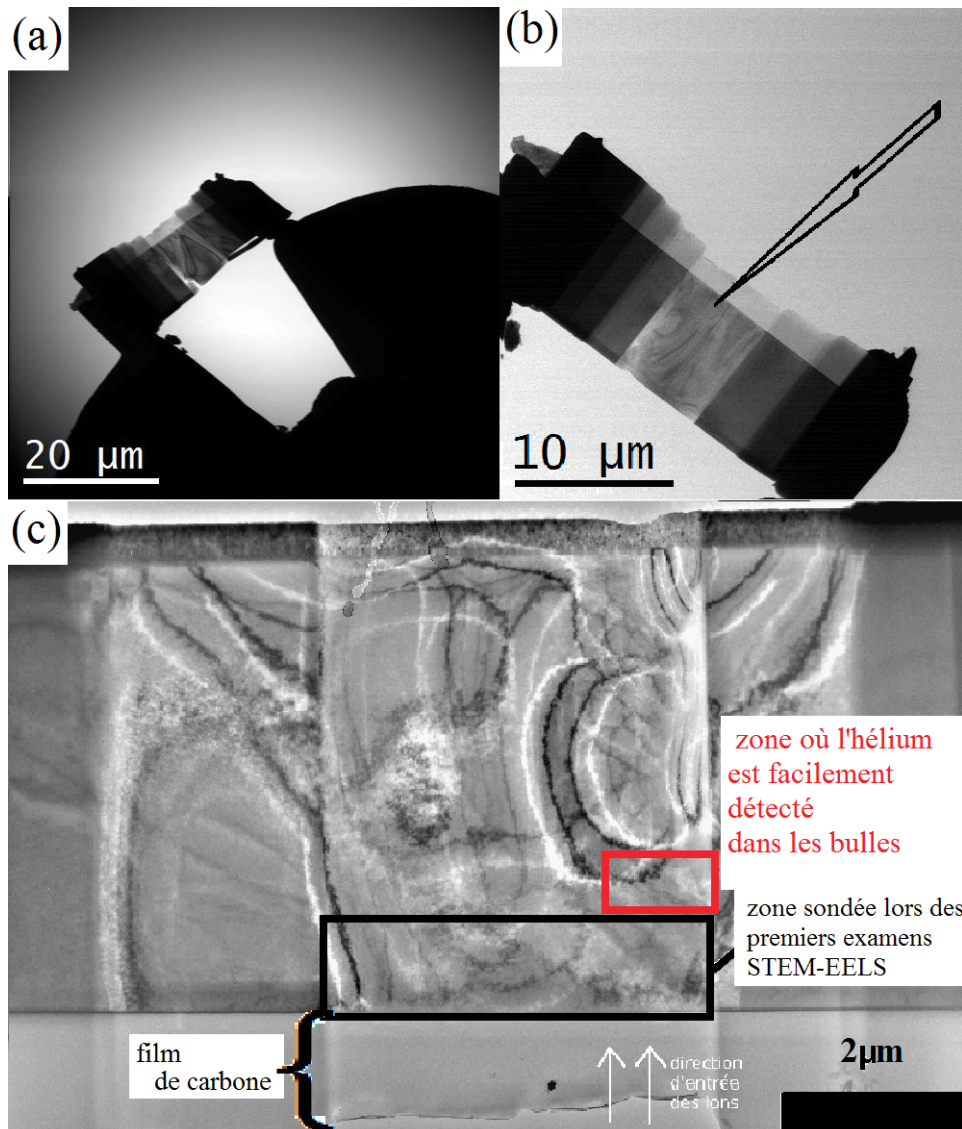 (a)
(b)
20 µm
10 µm
(c)
zone où l'hélium
est facilement
détecté
dans les bulles
zone sondée lors des
premiers examens
STEM-EELS
film
de carbone
direction
d'entrée
des ions
2µm